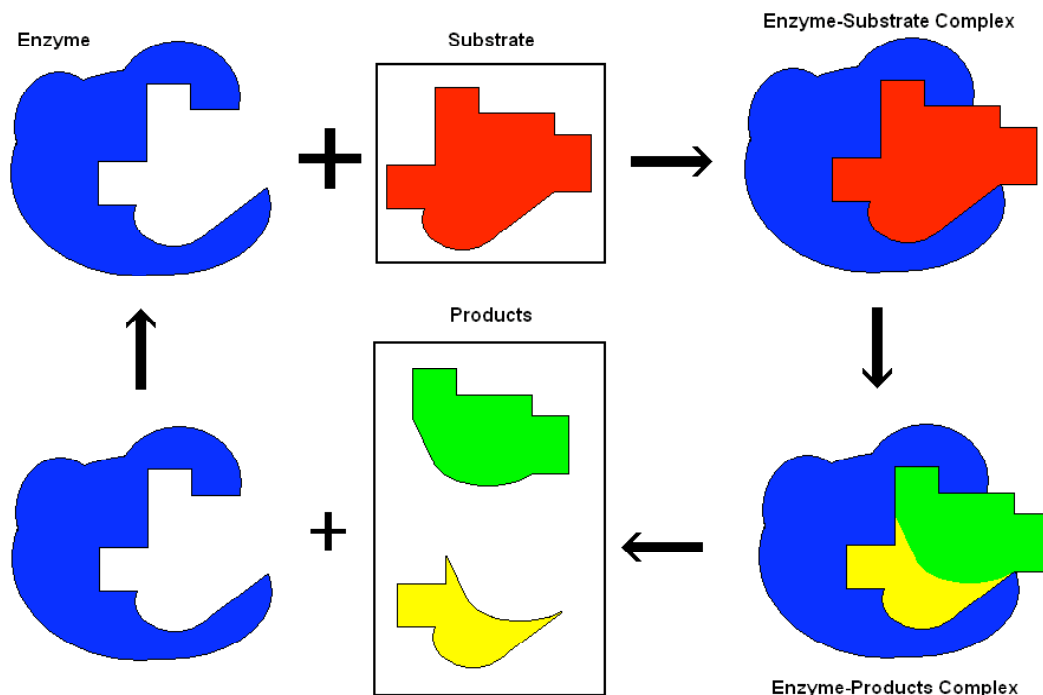 Enzyme
Substrate
Enzyme-Substrate Complex
Products
Enzyme-Products Complex